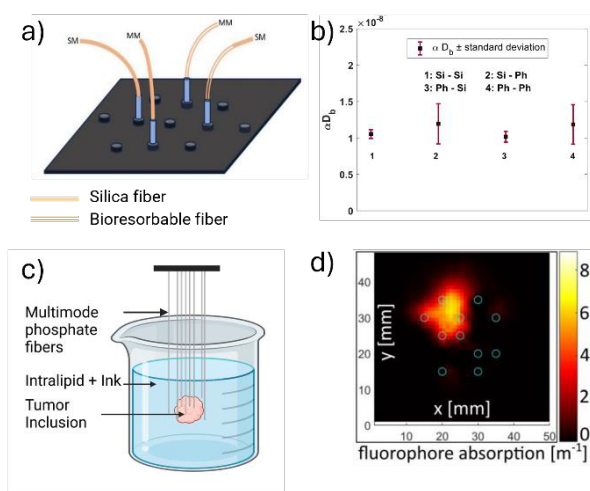 a)
SM
MM
MM
SM
Silica fiber
Bioresorbable fiber
b)
×10⁻⁸
2.5
2
1.5
1
0.5
0
αD_b
α D_b ± standard deviation
1: Si - Si 2: Si - Ph
3: Ph - Si 4: Ph - Ph
1
2
3
4
c)
Multimode
phosphate
fibers
Intralipid + Ink
Tumor
Inclusion
d)
40
30
20
10
0
y [mm]
x [mm]
10 20 30 40 50
8
6
4
2
0
fluorophore absorption [m⁻¹]